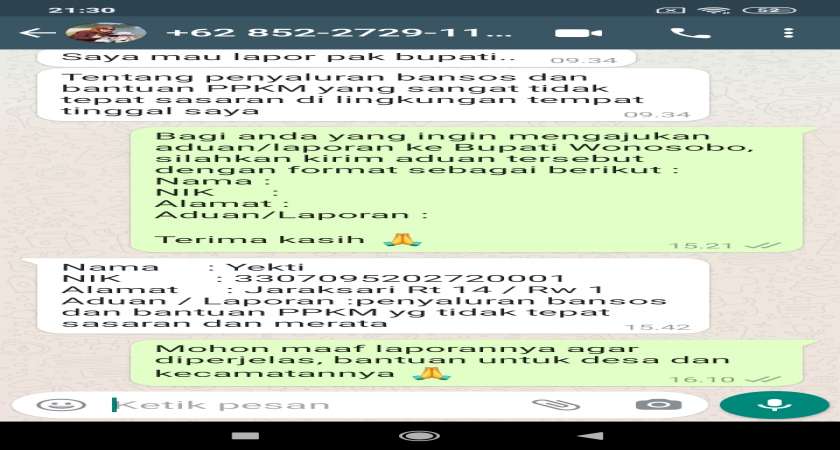 21:30
52
+62 852-2729-11...
Saya mau lapor pak bupati..
09.34
Tentang penyaluran bansos dan
bantuan PPKM yang sangat tidak
tepat sasaran di lingkungan tempat
tinggal saya
09.34
Bagi anda yang ingin mengajukan
aduan/laporan ke Bupati Wonosobo,
silahkan kirim aduan tersebut
dengan format sebagai berikut :
Nama :
NIK :
Alamat :
Aduan/Laporan :
Terima kasih 🙏
15.21
Nama : Yekti
NIK : 3307095202720001
Alamat : Jaraksari Rt 14 / Rw 1
Aduan / Laporan :penyaluran bansos
dan bantuan PPKM yg tidak tepat
sasaran dan merata
15.42
Mohon maaf laporannya agar
diperjelas, bantuan untuk desa dan
kecamatannya 🙏
16.10
Ketik pesan